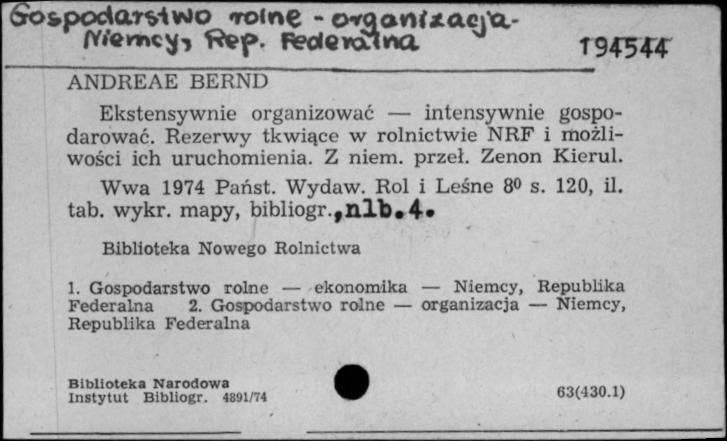 Gospodarstwo rolne - organizacja-
Niemcy, Rep. Federalna
194544
ANDREAE BERND
Ekstensywnie organizować — intensywnie gospo-
darować. Rezerwy tkwiące w rolnictwie NRF i możli-
wości ich uruchomienia. Z niem. przeł. Zenon Kierul.
Wwa 1974 Państ. Wydaw. Rol i Leśne 8⁰ s. 120, il.
tab. wykr. mapy, bibliogr.,nlb.4.
Biblioteka Nowego Rolnictwa
1. Gospodarstwo rolne — ekonomika — Niemcy, Republika
Federalna 2. Gospodarstwo rolne — organizacja — Niemcy,
Republika Federalna
Biblioteka Narodowa
Instytut Bibliogr. 4891/74
63(430.1)